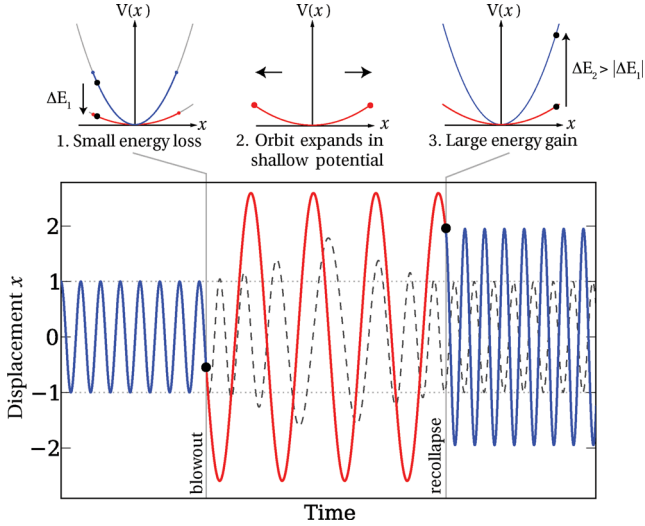 V(x)
V(x)
V(x)
ΔE₁
ΔE₂ > |ΔE₁|
x
x
x
1. Small energy loss
2. Orbit expands in
shallow potential
3. Large energy gain
Displacement x
2
1
0
−1
−2
blowout
recollapse
Time